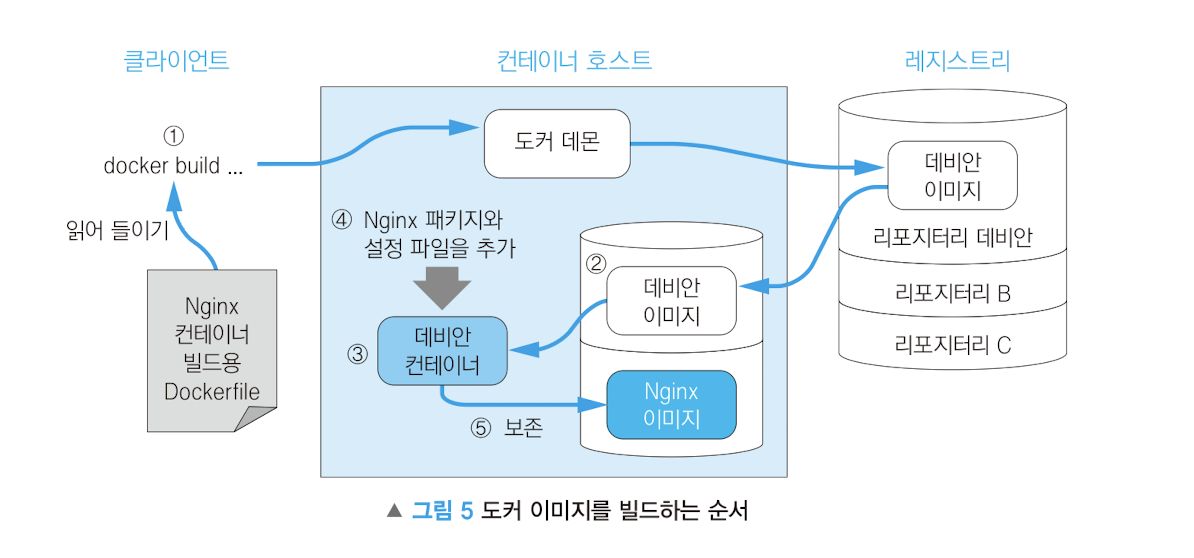 클라이언트
컨테이너 호스트
레지스트리
①
docker build ...
읽어 들이기
Nginx
컨테이너
빌드용
Dockerfile
도커 데몬
④ Nginx 패키지와
설정 파일을 추가
③
데비안
컨테이너
⑤ 보존
②
데비안
이미지
Nginx
이미지
데비안
이미지
리포지터리 데비안
리포지터리 B
리포지터리 C
▲ 그림 5 도커 이미지를 빌드하는 순서